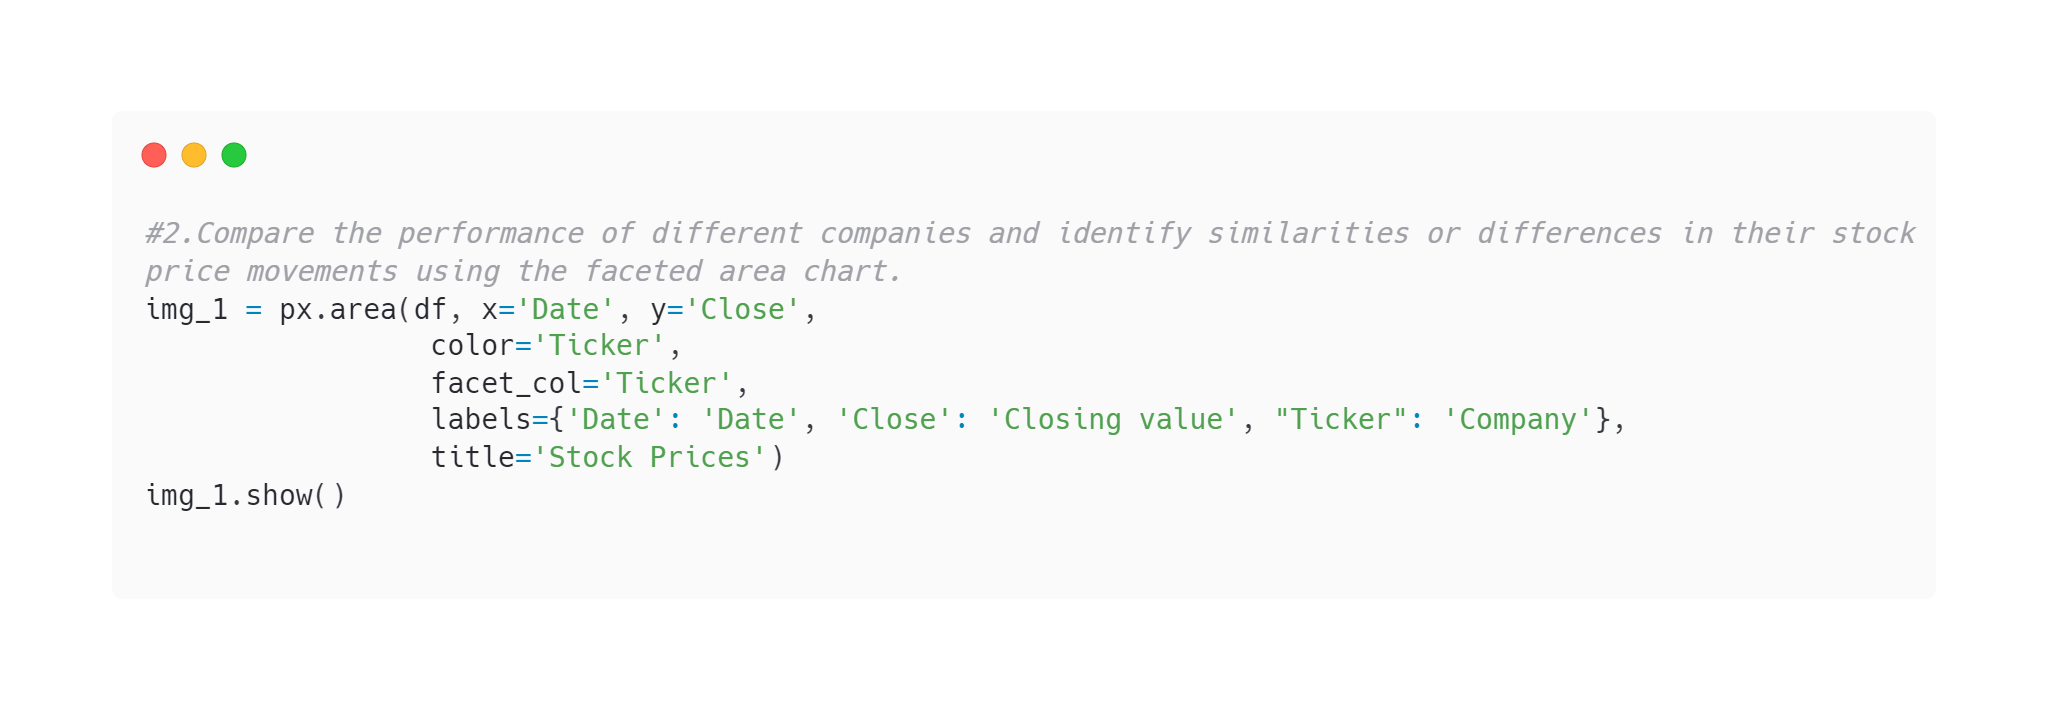 #2.Compare the performance of different companies and identify similarities or differences in their stock
price movements using the faceted area chart.
img_1 = px.area(df, x='Date', y='Close',
                 color='Ticker',
                 facet_col='Ticker',
                 labels={'Date': 'Date', 'Close': 'Closing value', "Ticker": 'Company'},
                 title='Stock Prices')
img_1.show()